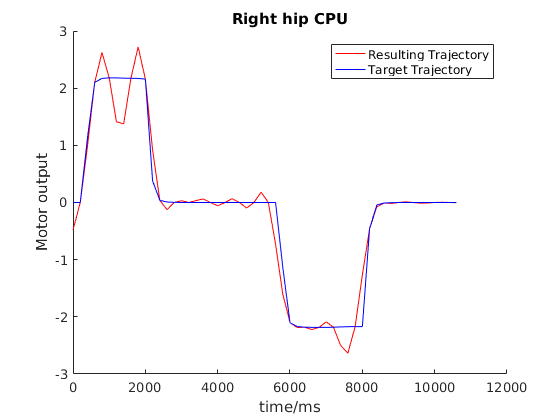 Right hip CPU
3
Resulting Trajectory
Target Trajectory
2
1
0
-1
-2
-3
Motor output
0 2000 4000 6000 8000 10000 12000
time/ms